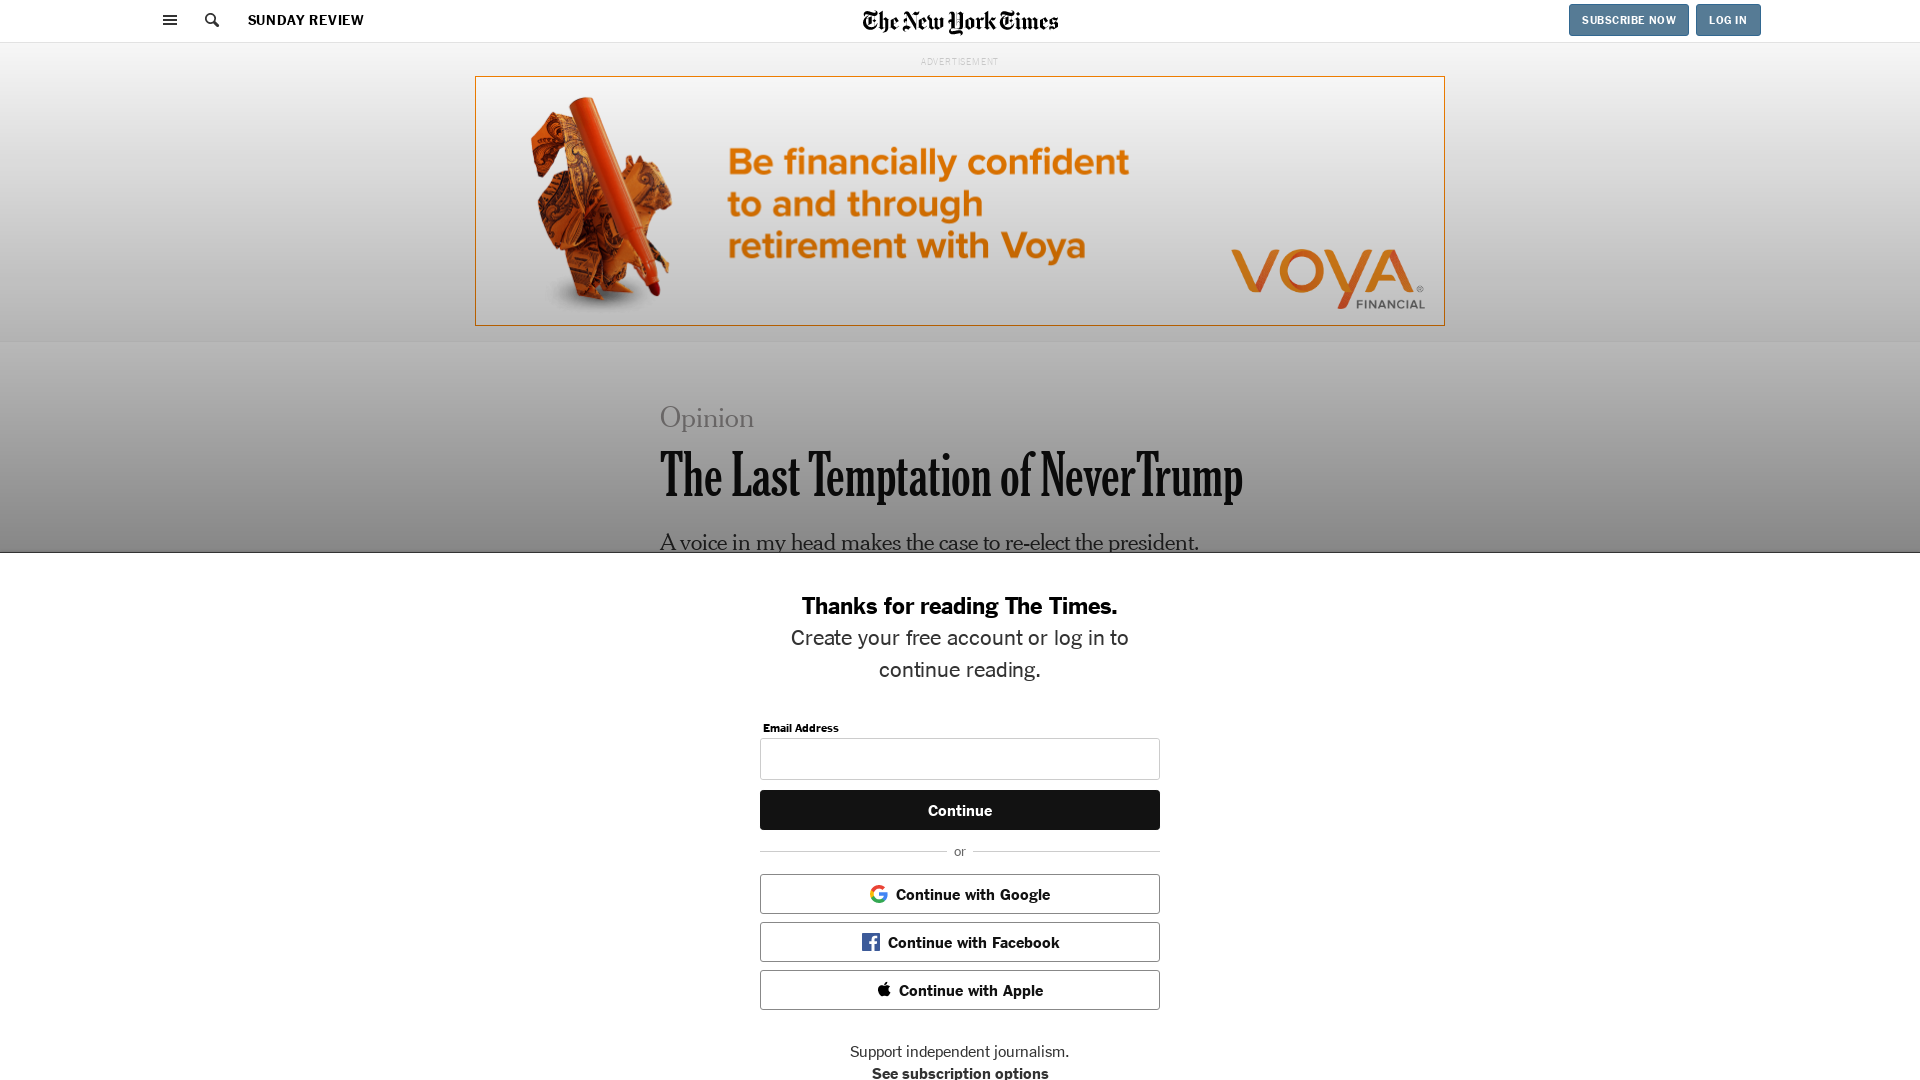 SUNDAY REVIEW
The New York Times
SUBSCRIBE NOW
LOG IN
ADVERTISEMENT
Be financially confident
to and through
retirement with Voya
VOYA®
FINANCIAL
Opinion
The Last Temptation of NeverTrump
A voice in my head makes the case to re-elect the president.
Thanks for reading The Times.
Create your free account or log in to
continue reading.
Email Address
Continue
or
Continue with Google
Continue with Facebook
Continue with Apple
Support independent journalism.
See subscription options